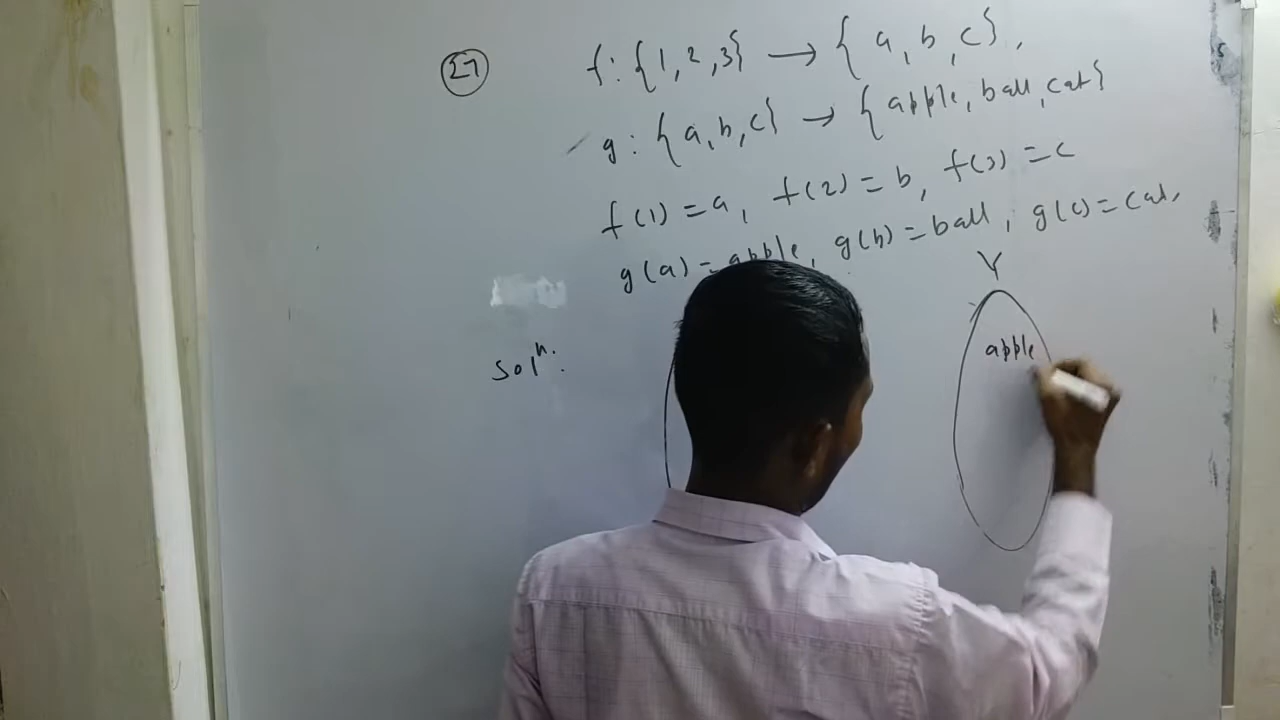 27 f: {1, 2, 3} → {a, b, c},
g: {a, b, c} → {apple, ball, cat}
f(1) = a, f(2) = b, f(3) = c
g(a) = apple, g(b) = ball, g(c) = cat,
Y
Solⁿ.
apple